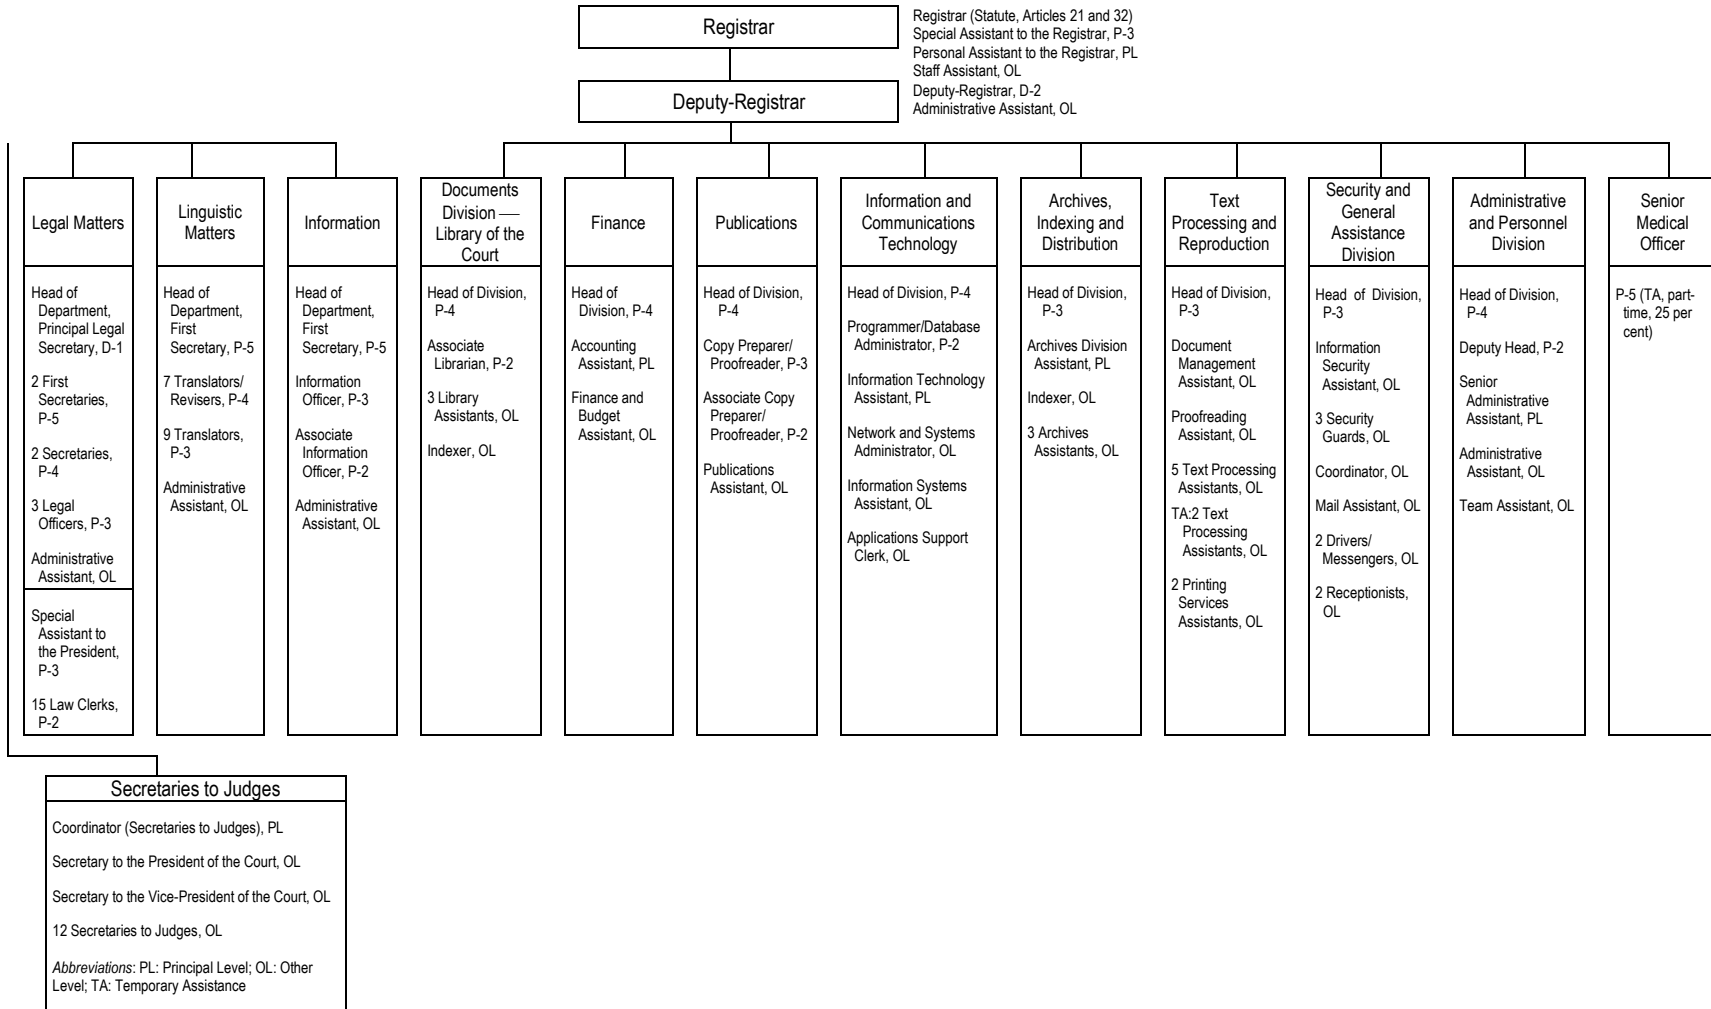 Registrar
Registrar (Statute, Articles 21 and 32)
Special Assistant to the Registrar, P-3
Personal Assistant to the Registrar, PL
Staff Assistant, OL
Deputy-Registrar
Deputy-Registrar, D-2
Administrative Assistant, OL
Legal Matters
Head of
Department,
Principal Legal
Secretary, D-1
2 First
Secretaries,
P-5
2 Secretaries,
P-4
3 Legal
Officers, P-3
Administrative
Assistant, OL
Special
Assistant to
the President,
P-3
15 Law Clerks,
P-2
Linguistic
Matters
Head of
Department,
First
Secretary, P-5
7 Translators/
Revisers, P-4
9 Translators,
P-3
Administrative
Assistant, OL
Information
Head of
Department,
First
Secretary, P-5
Information
Officer, P-3
Associate
Information
Officer, P-2
Administrative
Assistant, OL
Documents
Division —
Library of the
Court
Head of Division,
P-4
Associate
Librarian, P-2
3 Library
Assistants, OL
Indexer, OL
Finance
Head of
Division, P-4
Accounting
Assistant, PL
Finance and
Budget
Assistant, OL
Publications
Head of Division,
P-4
Copy Preparer/
Proofreader, P-3
Associate Copy
Preparer/
Proofreader, P-2
Publications
Assistant, OL
Information and
Communications
Technology
Head of Division, P-4
Programmer/Database
Administrator, P-2
Information Technology
Assistant, PL
Network and Systems
Administrator, OL
Information Systems
Assistant, OL
Applications Support
Clerk, OL
Archives,
Indexing and
Distribution
Head of Division,
P-3
Archives Division
Assistant, PL
Indexer, OL
3 Archives
Assistants, OL
Text
Processing and
Reproduction
Head of Division,
P-3
Document
Management
Assistant, OL
Proofreading
Assistant, OL
5 Text Processing
Assistants, OL
TA:2 Text
Processing
Assistants, OL
2 Printing
Services
Assistants, OL
Security and
General
Assistance
Division
Head of Division,
P-3
Information
Security
Assistant, OL
3 Security
Guards, OL
Coordinator, OL
Mail Assistant, OL
2 Drivers/
Messengers, OL
2 Receptionists,
OL
Administrative
and Personnel
Division
Head of Division,
P-4
Deputy Head, P-2
Senior
Administrative
Assistant, PL
Administrative
Assistant, OL
Team Assistant, OL
Senior
Medical
Officer
P-5 (TA, part-
time, 25 per
cent)
Secretaries to Judges
Coordinator (Secretaries to Judges), PL
Secretary to the President of the Court, OL
Secretary to the Vice-President of the Court, OL
12 Secretaries to Judges, OL
Abbreviations: PL: Principal Level; OL: Other
Level; TA: Temporary Assistance